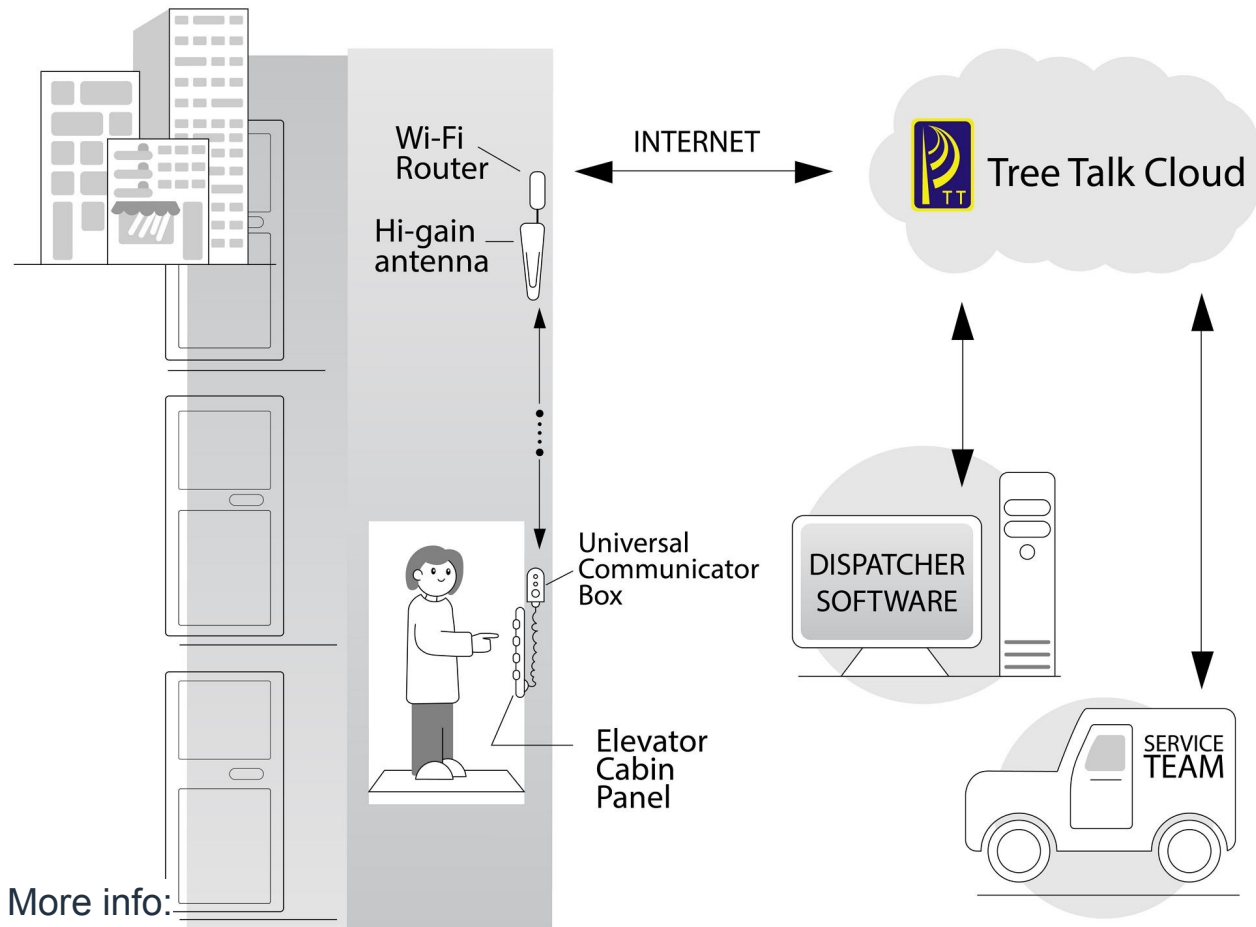 Wi-Fi
Router
INTERNET
TT
Tree Talk Cloud
Hi-gain
antenna
Universal
Communicator
Box
DISPATCHER
SOFTWARE
Elevator
Cabin
Panel
SERVICE
TEAM
More info: